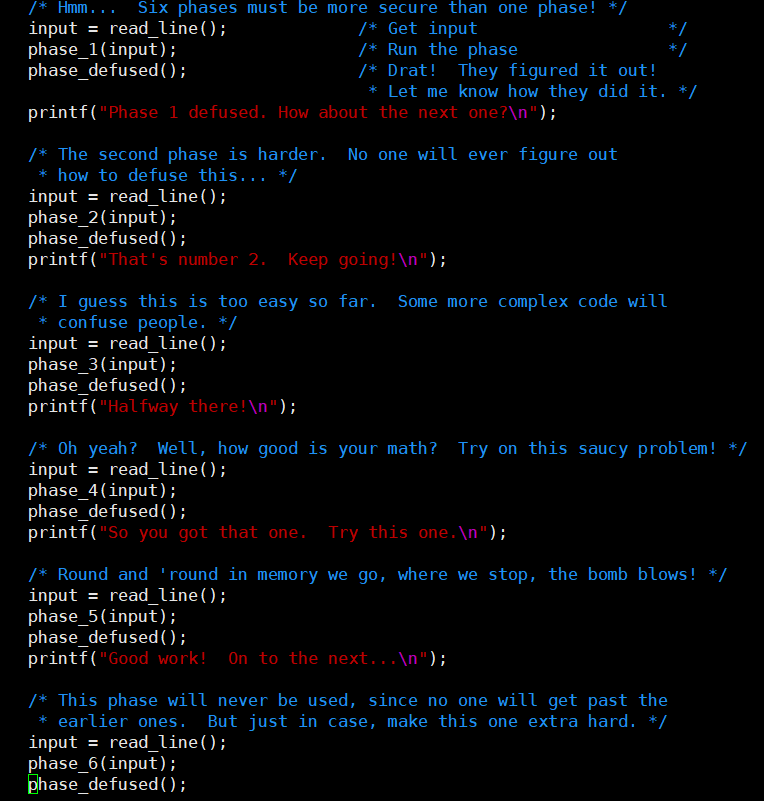 /* Hmm...  Six phases must be more secure than one phase! */
input = read_line();             /* Get input                   */
phase_1(input);                  /* Run the phase               */
phase_defused();                 /* Drat!  They figured it out!
                                  * Let me know how they did it. */
printf("Phase 1 defused. How about the next one?\n");

/* The second phase is harder.  No one will ever figure out
 * how to defuse this... */
input = read_line();
phase_2(input);
phase_defused();
printf("That's number 2.  Keep going!\n");

/* I guess this is too easy so far.  Some more complex code will
 * confuse people. */
input = read_line();
phase_3(input);
phase_defused();
printf("Halfway there!\n");

/* Oh yeah?  Well, how good is your math?  Try on this saucy problem! */
input = read_line();
phase_4(input);
phase_defused();
printf("So you got that one.  Try this one.\n");

/* Round and 'round in memory we go, where we stop, the bomb blows! */
input = read_line();
phase_5(input);
phase_defused();
printf("Good work!  On to the next...\n");

/* This phase will never be used, since no one will get past the
 * earlier ones.  But just in case, make this one extra hard. */
input = read_line();
phase_6(input);
phase_defused();